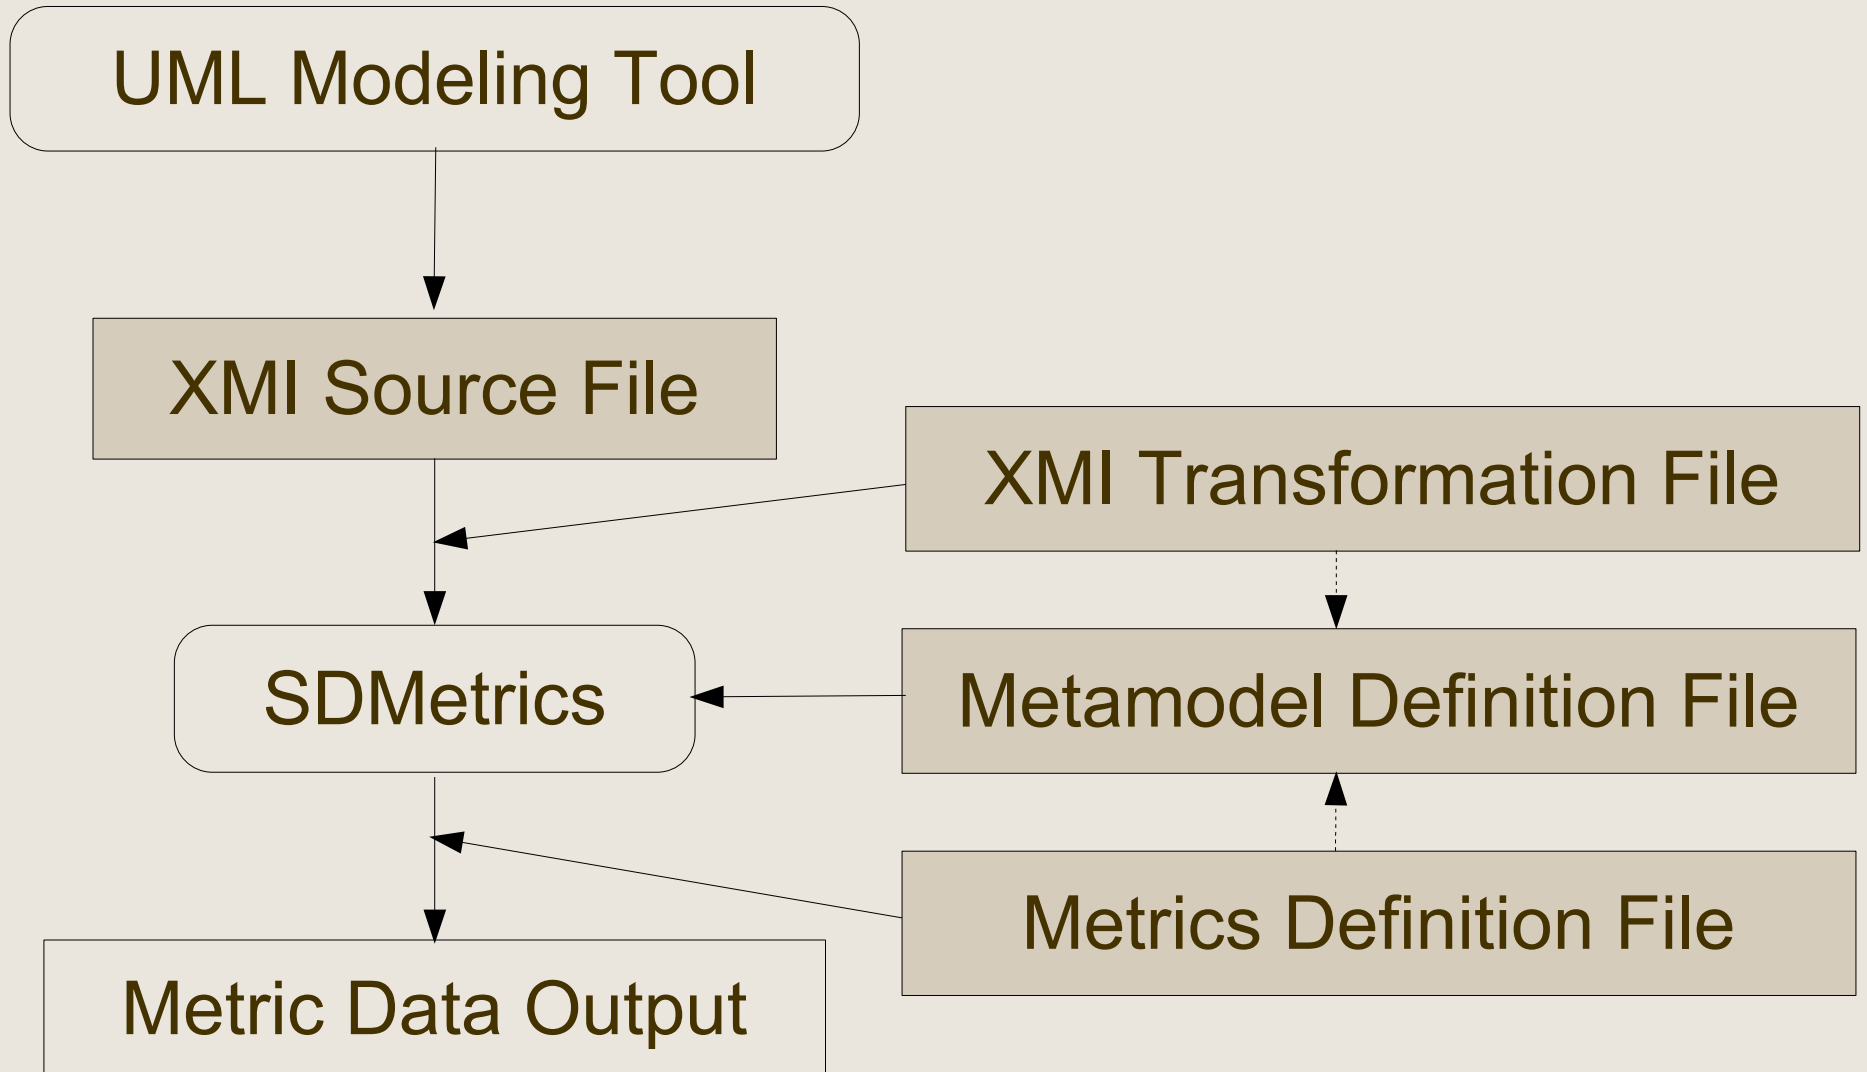 UML Modeling Tool
XMI Source File
XMI Transformation File
SDMetrics
Metamodel Definition File
Metrics Definition File
Metric Data Output